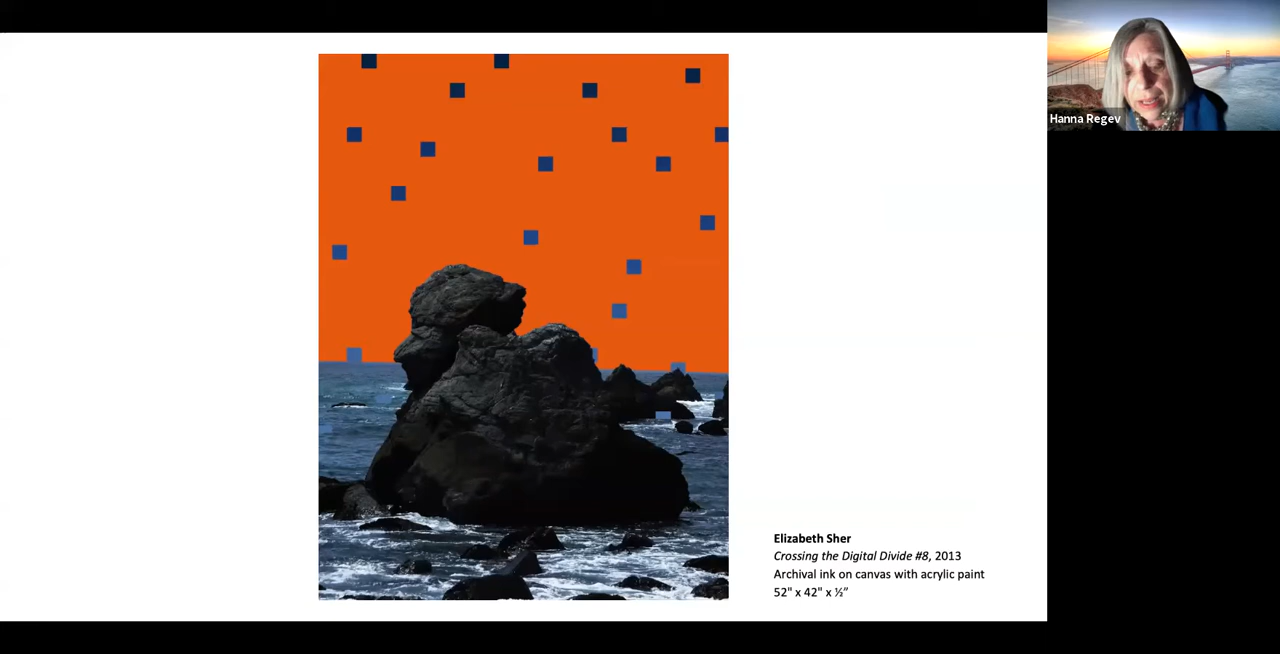 Hanna Regev
Elizabeth Sher
Crossing the Digital Divide #8, 2013
Archival ink on canvas with acrylic paint
52" x 42" x ½”